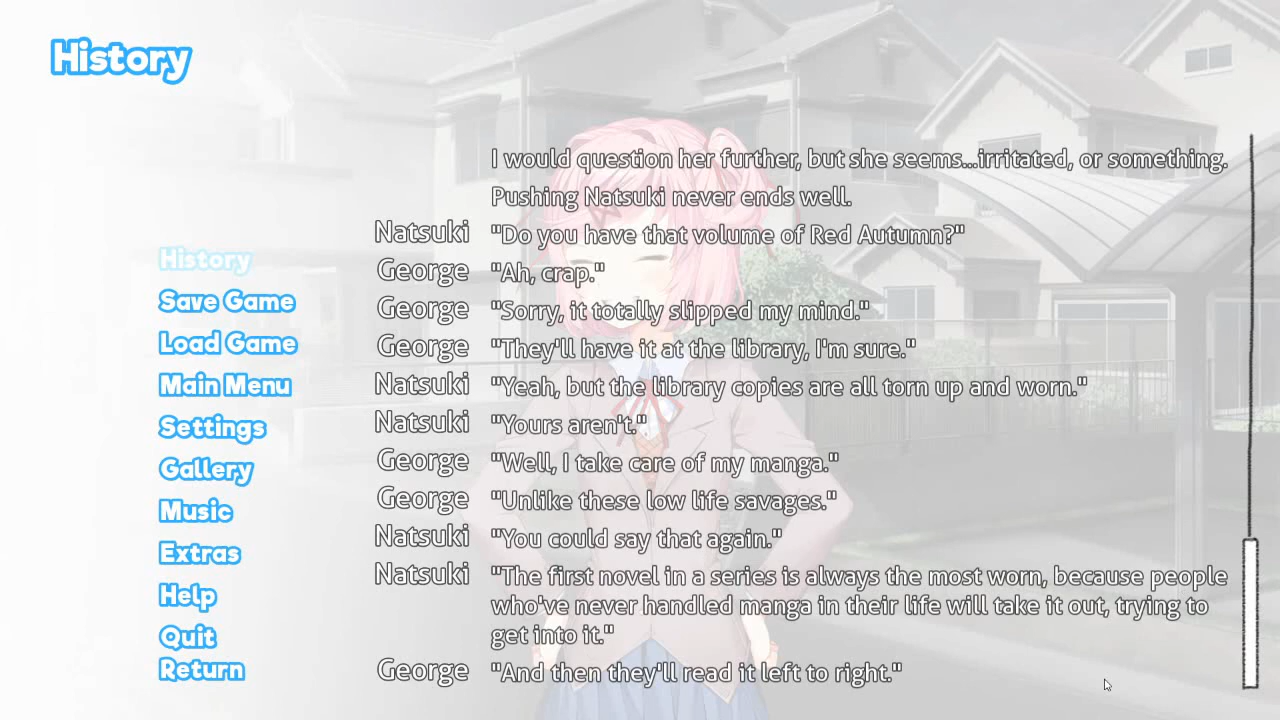 History
I would question her further, but she seems...irritated, or something.
Pushing Natsuki never ends well.
Natsuki "Do you have that volume of Red Autumn?"
George "Ah, crap."
George "Sorry, it totally slipped my mind."
George "They'll have it at the library, I'm sure."
Natsuki "Yeah, but the library copies are all torn up and worn."
Natsuki "Yours aren't."
George "Well, I take care of my manga."
George "Unlike these low life savages."
Natsuki "You could say that again."
Natsuki "The first novel in a series is always the most worn, because people
who've never handled manga in their life will take it out, trying to
get into it."
George "And then they'll read it left to right."
History
Save Game
Load Game
Main Menu
Settings
Gallery
Music
Extras
Help
Quit
Return